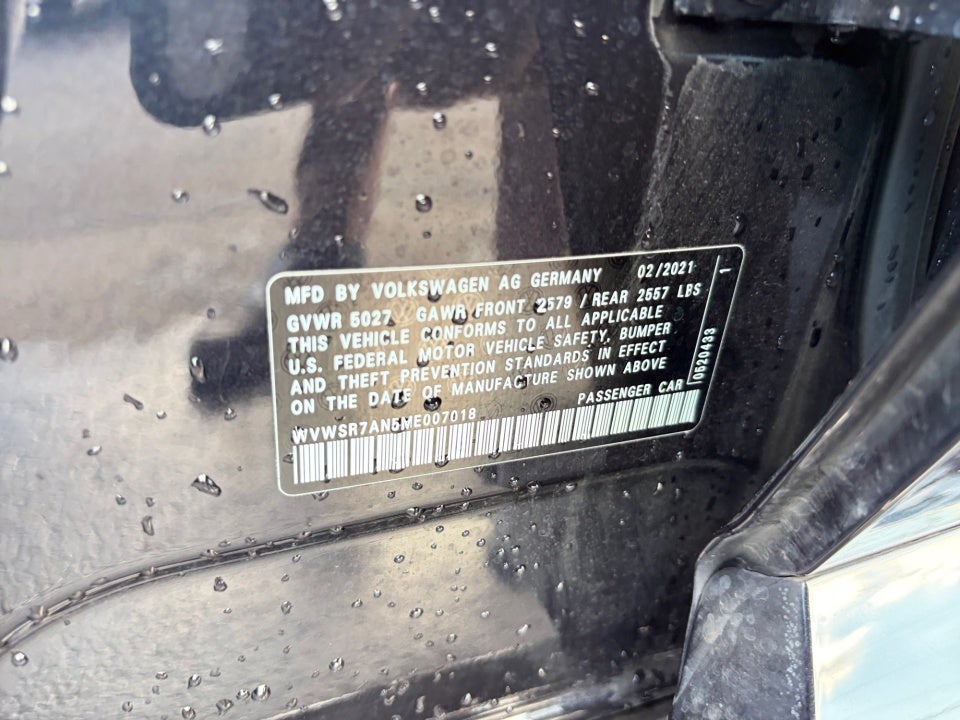 MFD BY VOLKSWAGEN AG GERMANY 02/2021
GVWR 5027 GAWR FRONT 2579 / REAR 2557 LBS
THIS VEHICLE CONFORMS TO ALL APPLICABLE
U.S. FEDERAL MOTOR VEHICLE SAFETY, BUMPER
AND THEFT PREVENTION STANDARDS IN EFFECT
ON THE DATE OF MANUFACTURE SHOWN ABOVE
WVWSR7AN5ME007018 PASSENGER CAR
0520433
1